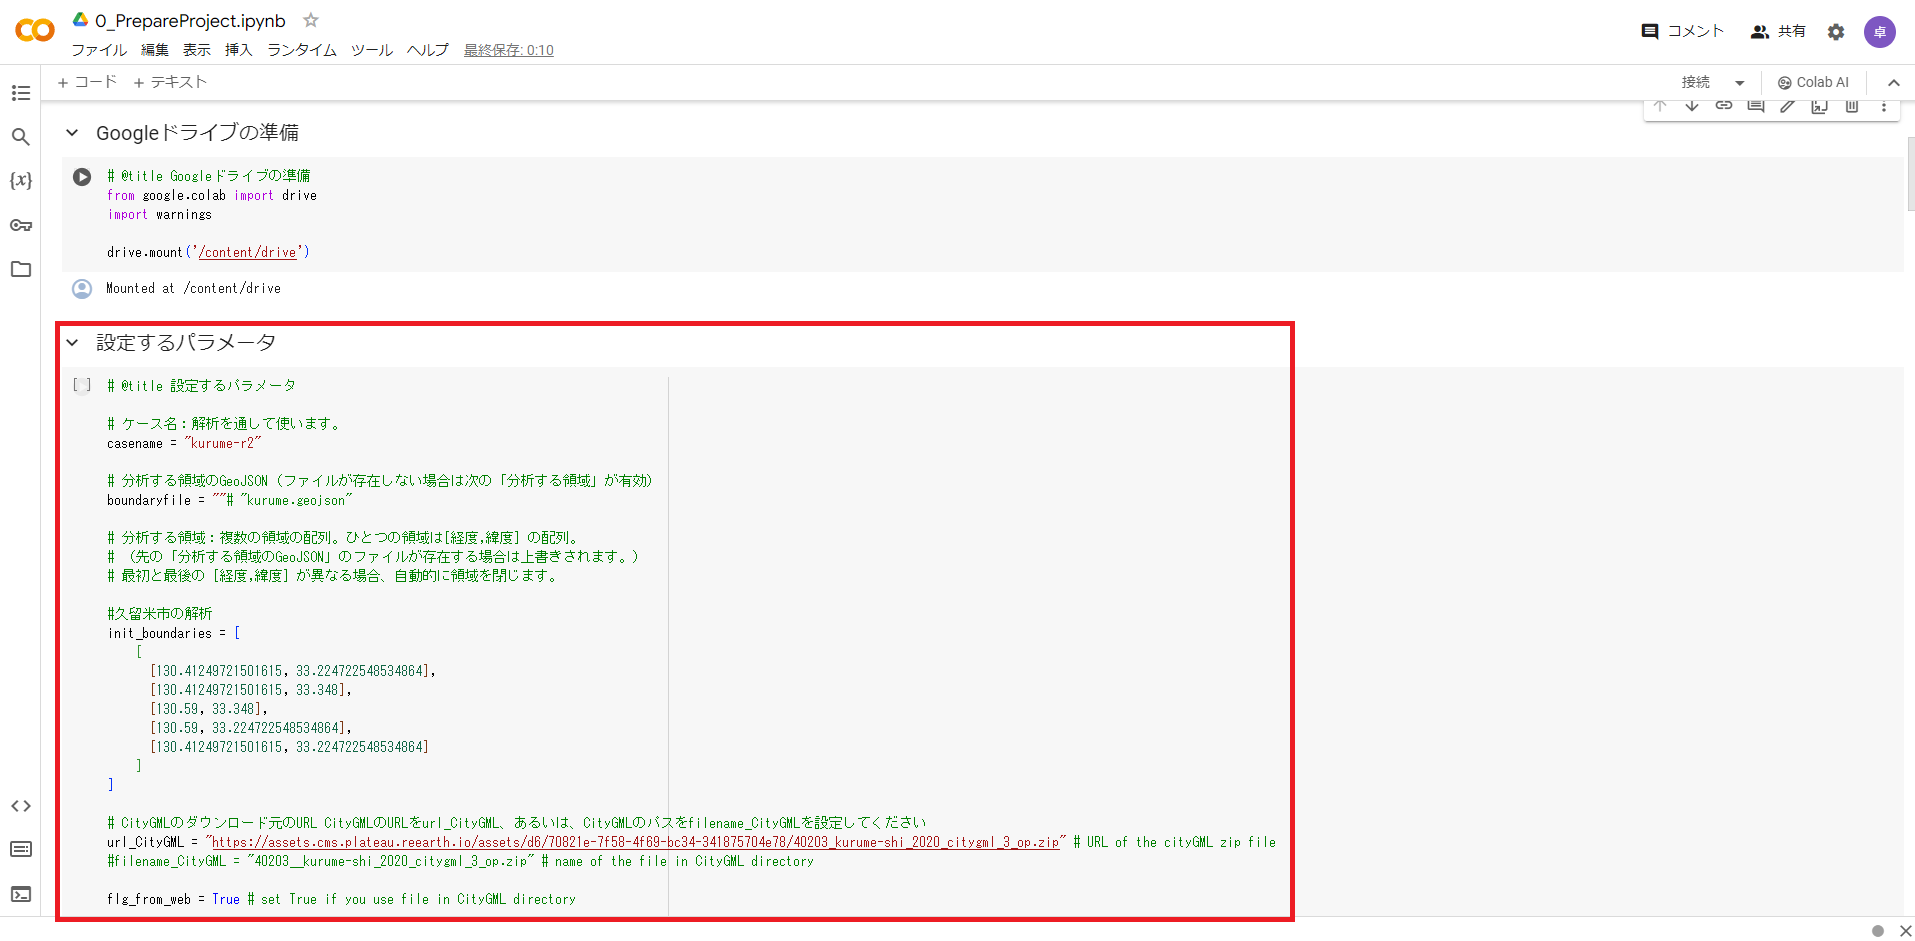 0_PrepareProject.ipynb
ファイル 編集 表示 挿入 ランタイム ツール ヘルプ 最終保存: 0:10
コメント 共有 卓
+ コード + テキスト
接続 Colab AI
Googleドライブの準備
# @title Googleドライブの準備
from google.colab import drive
import warnings
drive.mount('/content/drive')
Mounted at /content/drive
設定するパラメータ
[ ] # @title 設定するパラメータ
# ケース名：解析を通して使います。
casename = "kurume-r2"
# 分析する領域のGeoJSON（ファイルが存在しない場合は次の「分析する領域」が有効）
boundaryfile = ""# "kurume.geojson"
# 分析する領域：複数の領域の配列。ひとつの領域は[経度,緯度] の配列。
# （先の「分析する領域のGeoJSON」のファイルが存在する場合は上書きされます。）
# 最初と最後の [経度,緯度] が異なる場合、自動的に領域を閉じます。
#久留米市の解析
init_boundaries = [
[
[130.41249721501615, 33.224722548534864],
[130.41249721501615, 33.348],
[130.59, 33.348],
[130.59, 33.224722548534864],
[130.41249721501615, 33.224722548534864]
]
]
# CityGMLのダウンロード元のURL CityGMLのURLをurl_CityGML、あるいは、CityGMLのパスをfilename_CityGMLを設定してください
url_CityGML = "https://assets.cms.plateau.reearth.io/assets/d6/70821e-7f58-4f69-bc34-341875704e78/40203_kurume-shi_2020_citygml_3_op.zip" # URL of the cityGML zip file
#filename_CityGML = "40203__kurume-shi_2020_citygml_3_op.zip" # name of the file in CityGML directory
flg_from_web = True # set True if you use file in CityGML directory